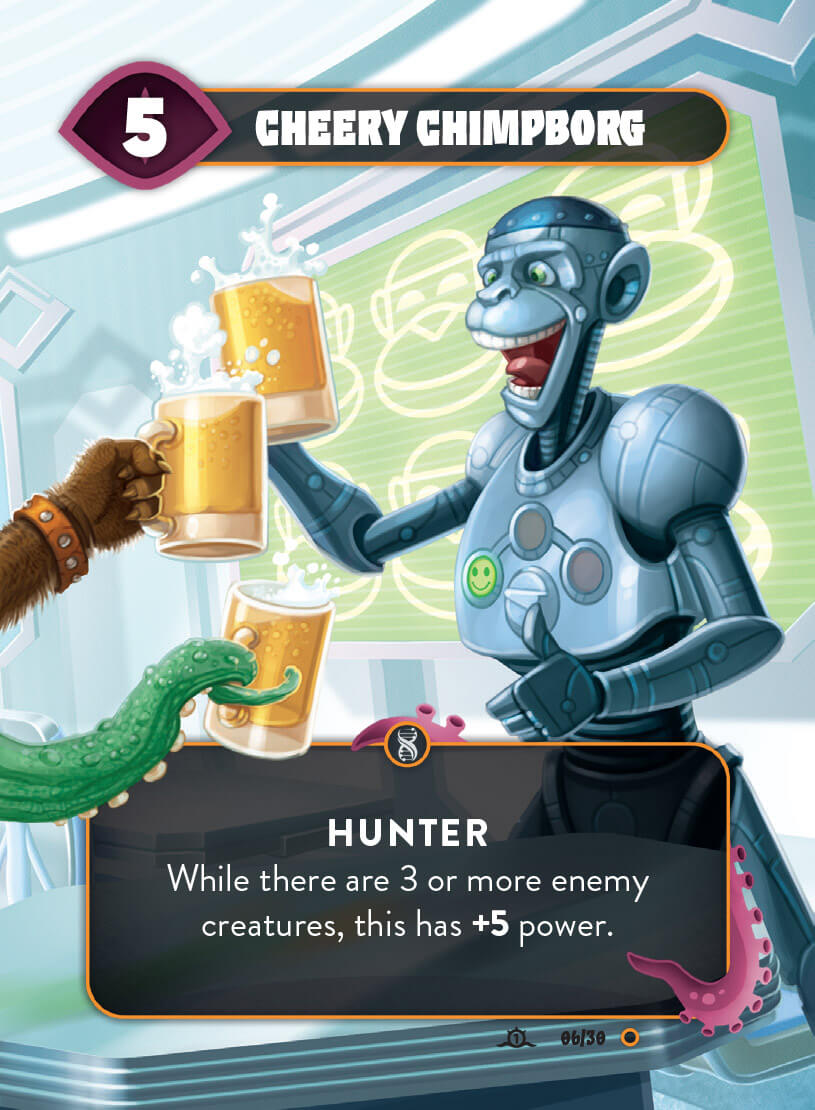 5
CHEERY CHIMPBORG
HUNTER
While there are 3 or more enemy
creatures, this has +5 power.
1 06/30